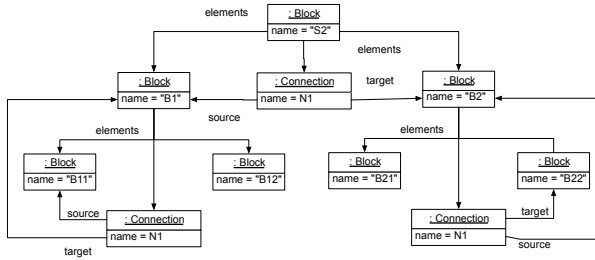 elements
: Block
name = "S2"
elements
: Block
name = "B1"
: Connection
name = N1
target
: Block
name = "B2"
source
elements
elements
: Block
name = "B11"
: Block
name = "B12"
: Block
name = "B21"
: Block
name = "B22"
source
: Connection
name = N1
target
: Connection
name = N1
target
source